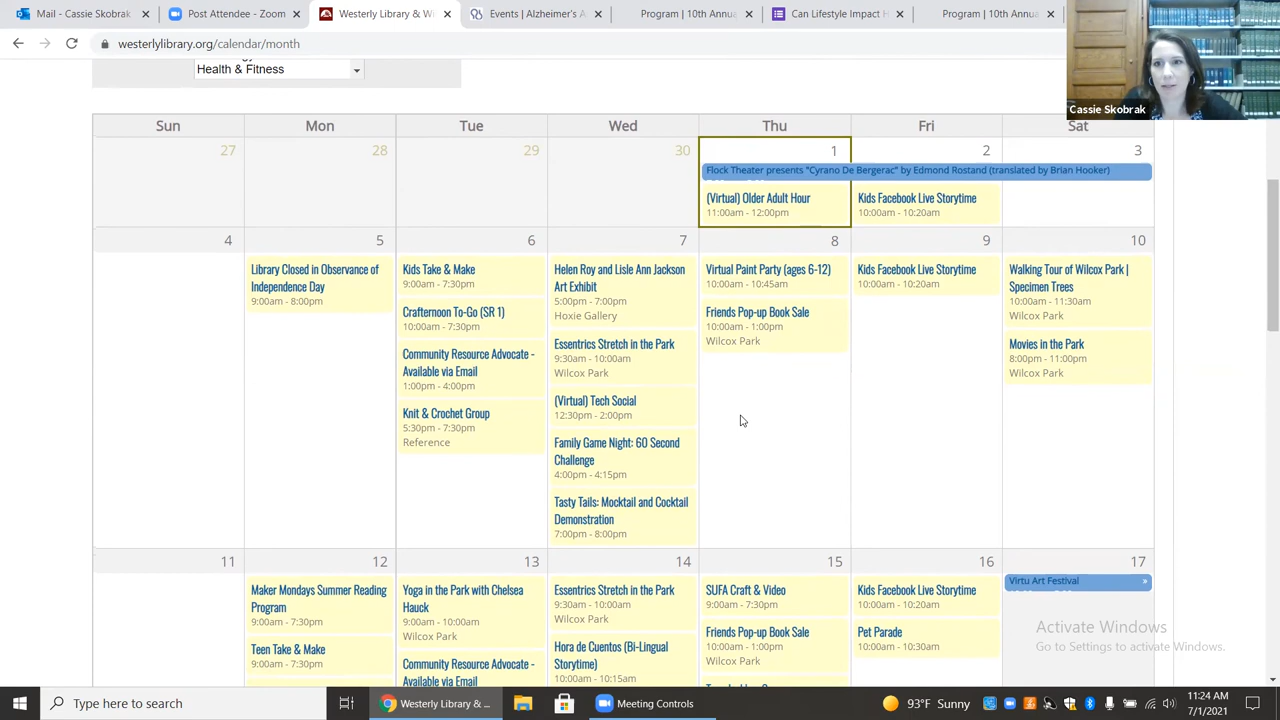 Mail - Cassie Skobrak
Post Attendee - Zoom
Westerly Library & Wi
Events | Alzheimer's
Program | 10th Annua
Can Lifestyle Impact H
Program | 10th Annua
westerlylibrary.org/calendar/month
Health & Fitness
Cassie Skobrak
Sun Mon Tue Wed Thu Fri Sat
27 28 29 30 1 2 3
Flock Theater presents "Cyrano De Bergerac" by Edmond Rostand (translated by Brian Hooker)
(Virtual) Older Adult Hour
11:00am - 12:00pm
Kids Facebook Live Storytime
10:00am - 10:20am
4 5 6 7 8 9 10
Library Closed in Observance of
Independence Day
9:00am - 8:00pm
Kids Take & Make
9:00am - 7:30pm
Crafternoon To-Go (SR 1)
10:00am - 7:30pm
Community Resource Advocate -
Available via Email
1:00pm - 4:00pm
Knit & Crochet Group
5:30pm - 7:30pm
Reference
Helen Roy and Lisle Ann Jackson
Art Exhibit
5:00pm - 7:00pm
Hoxie Gallery
Essentrics Stretch in the Park
9:30am - 10:00am
Wilcox Park
(Virtual) Tech Social
12:30pm - 2:00pm
Family Game Night: 60 Second
Challenge
4:00pm - 4:15pm
Tasty Tails: Mocktail and Cocktail
Demonstration
7:00pm - 8:00pm
Virtual Paint Party (ages 6-12)
10:00am - 10:45am
Friends Pop-up Book Sale
10:00am - 1:00pm
Wilcox Park
Kids Facebook Live Storytime
10:00am - 10:20am
Walking Tour of Wilcox Park |
Specimen Trees
10:00am - 11:30am
Wilcox Park
Movies in the Park
8:00pm - 11:00pm
Wilcox Park
11 12 13 14 15 16 17
Maker Mondays Summer Reading
Program
9:00am - 7:30pm
Teen Take & Make
9:00am - 7:30pm
Yoga in the Park with Chelsea
Hauck
9:00am - 10:00am
Wilcox Park
Community Resource Advocate -
Available via Email
Essentrics Stretch in the Park
9:30am - 10:00am
Wilcox Park
Hora de Cuentos (Bi-Lingual
Storytime)
10:00am - 10:15am
SUFA Craft & Video
9:00am - 7:30pm
Friends Pop-up Book Sale
10:00am - 1:00pm
Wilcox Park
Kids Facebook Live Storytime
10:00am - 10:20am
Pet Parade
10:00am - 10:30am
Virtu Art Festival »
Activate Windows
Go to Settings to activate Windows.
Type here to search
Westerly Library & ...
Meeting Controls
93°F Sunny
11:24 AM
7/1/2021